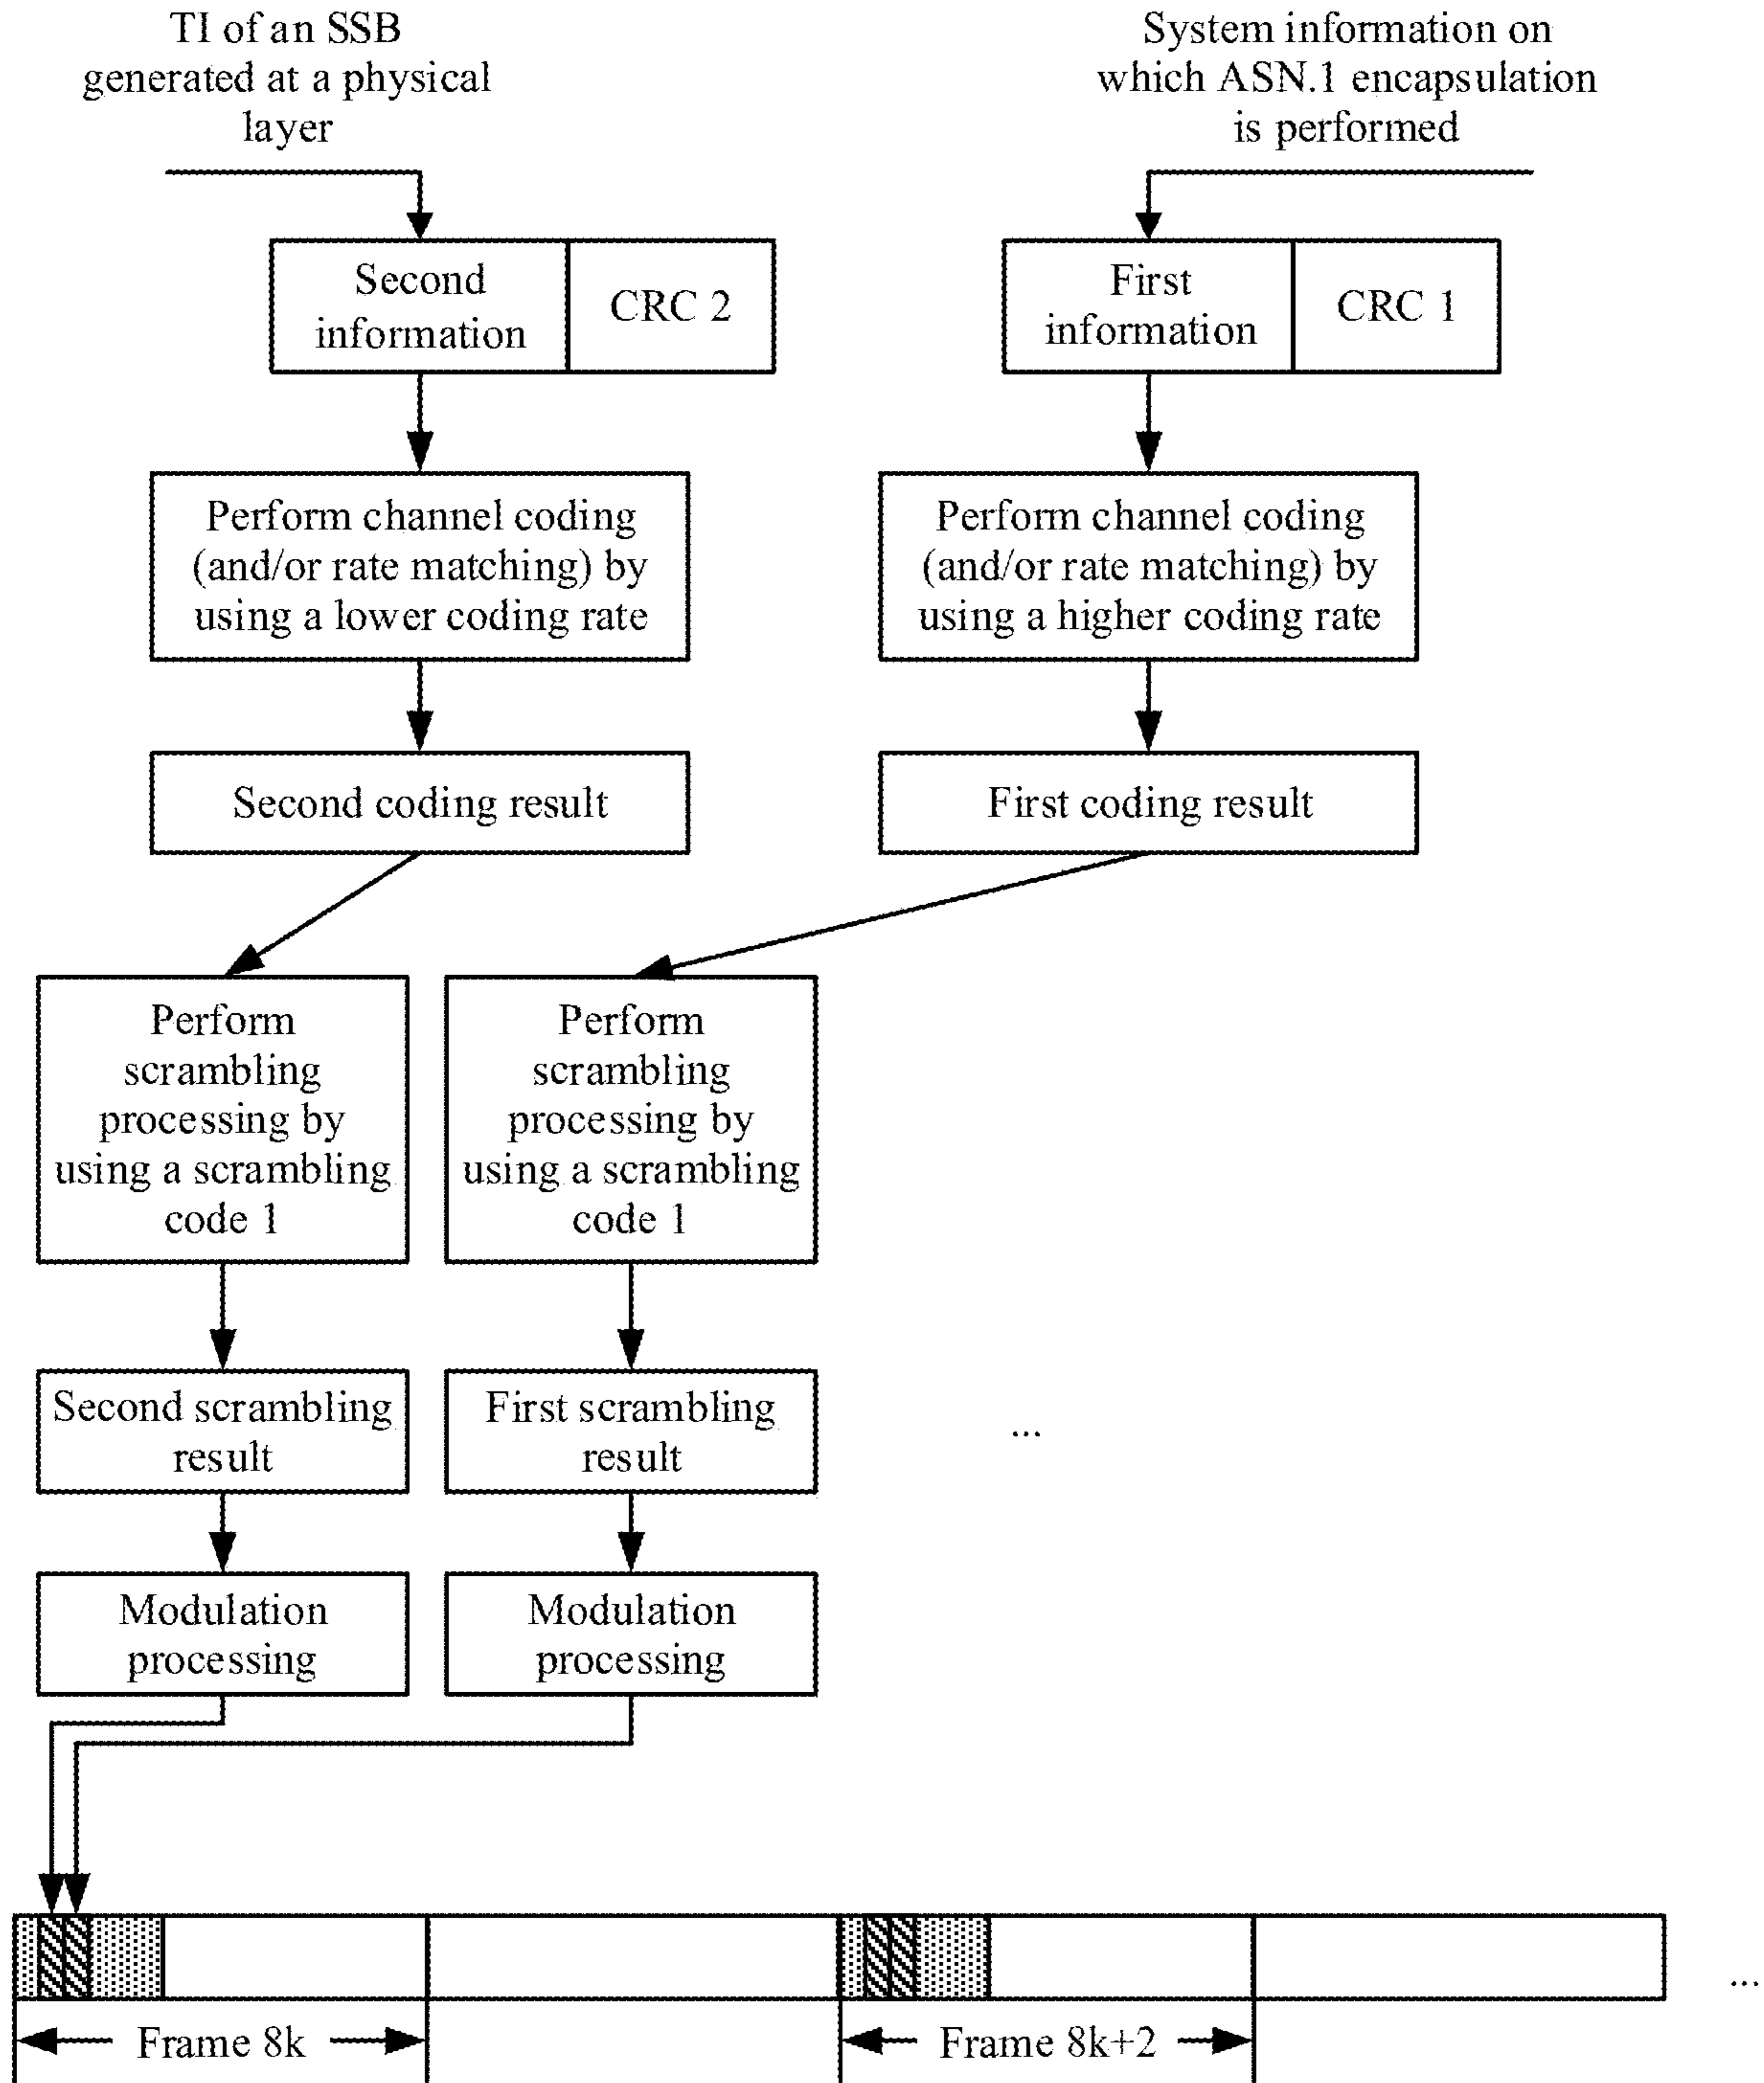 TI of an SSB
generated at a physical
layer
System information on
which ASN.1 encapsulation
is performed
Second
information
CRC 2
First
information
CRC 1
Perform channel coding
(and/or rate matching) by
using a lower coding rate
Perform channel coding
(and/or rate matching) by
using a higher coding rate
Second coding result
First coding result
Perform
scrambling
processing by
using a scrambling
code 1
Perform
scrambling
processing by
using a scrambling
code 1
Second scrambling
result
First scrambling
result
...
Modulation
processing
Modulation
processing
...
Frame 8k
Frame 8k+2